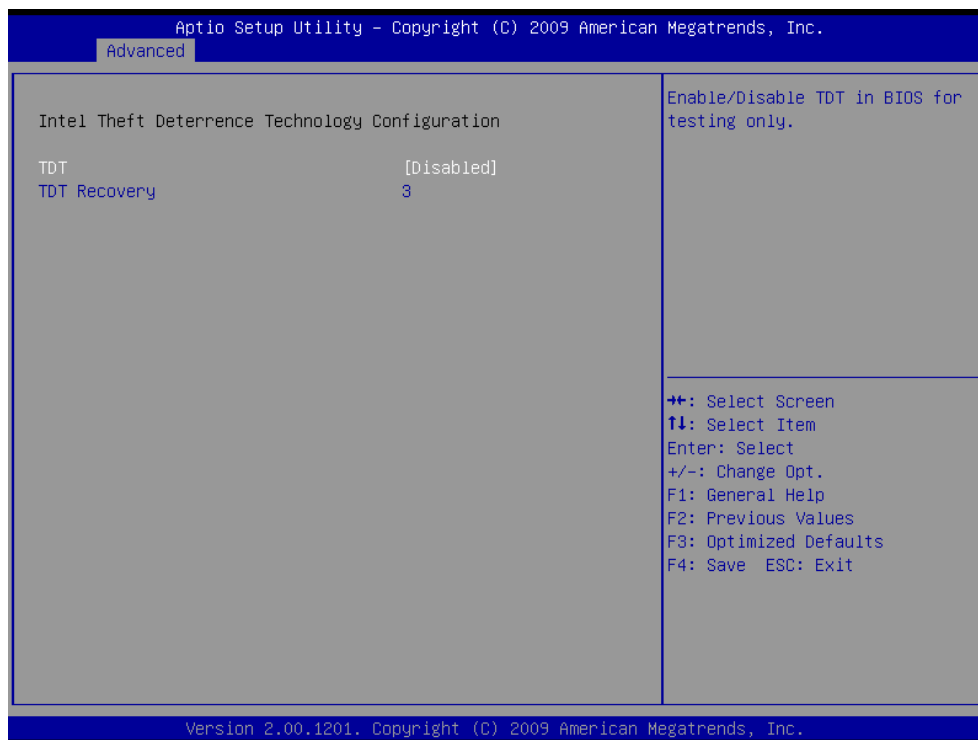 Aptio Setup Utility – Copyright (C) 2009 American Megatrends, Inc.
Advanced
Intel Theft Deterrence Technology Configuration
TDT [Disabled]
TDT Recovery 3
Enable/Disable TDT in BIOS for
testing only.
→←: Select Screen
↑↓: Select Item
Enter: Select
+/-: Change Opt.
F1: General Help
F2: Previous Values
F3: Optimized Defaults
F4: Save ESC: Exit
Version 2.00.1201. Copyright (C) 2009 American Megatrends, Inc.